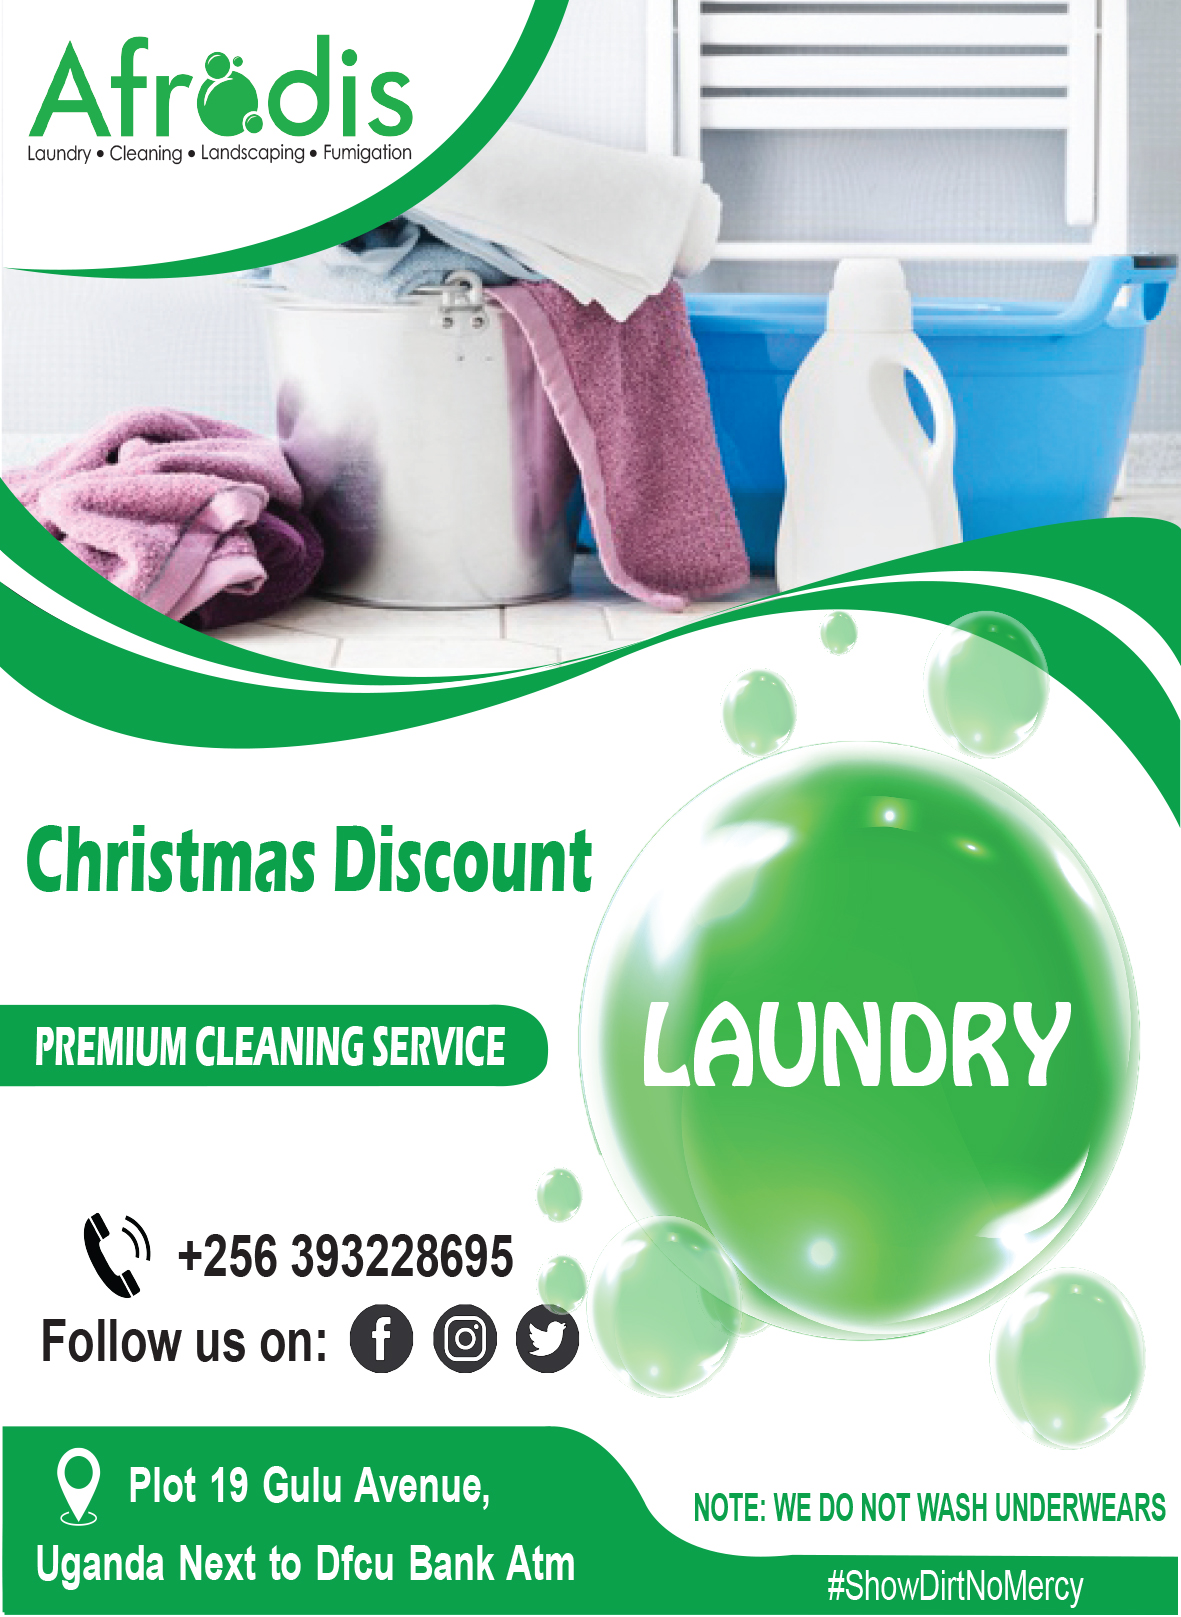 Afrodis
Laundry • Cleaning • Landscaping • Fumigation
Christmas Discount
PREMIUM CLEANING SERVICE
LAUNDRY
+256 393228695
Follow us on:
Plot 19 Gulu Avenue,
Uganda Next to Dfcu Bank Atm
NOTE: WE DO NOT WASH UNDERWEARS
#ShowDirtNoMercy